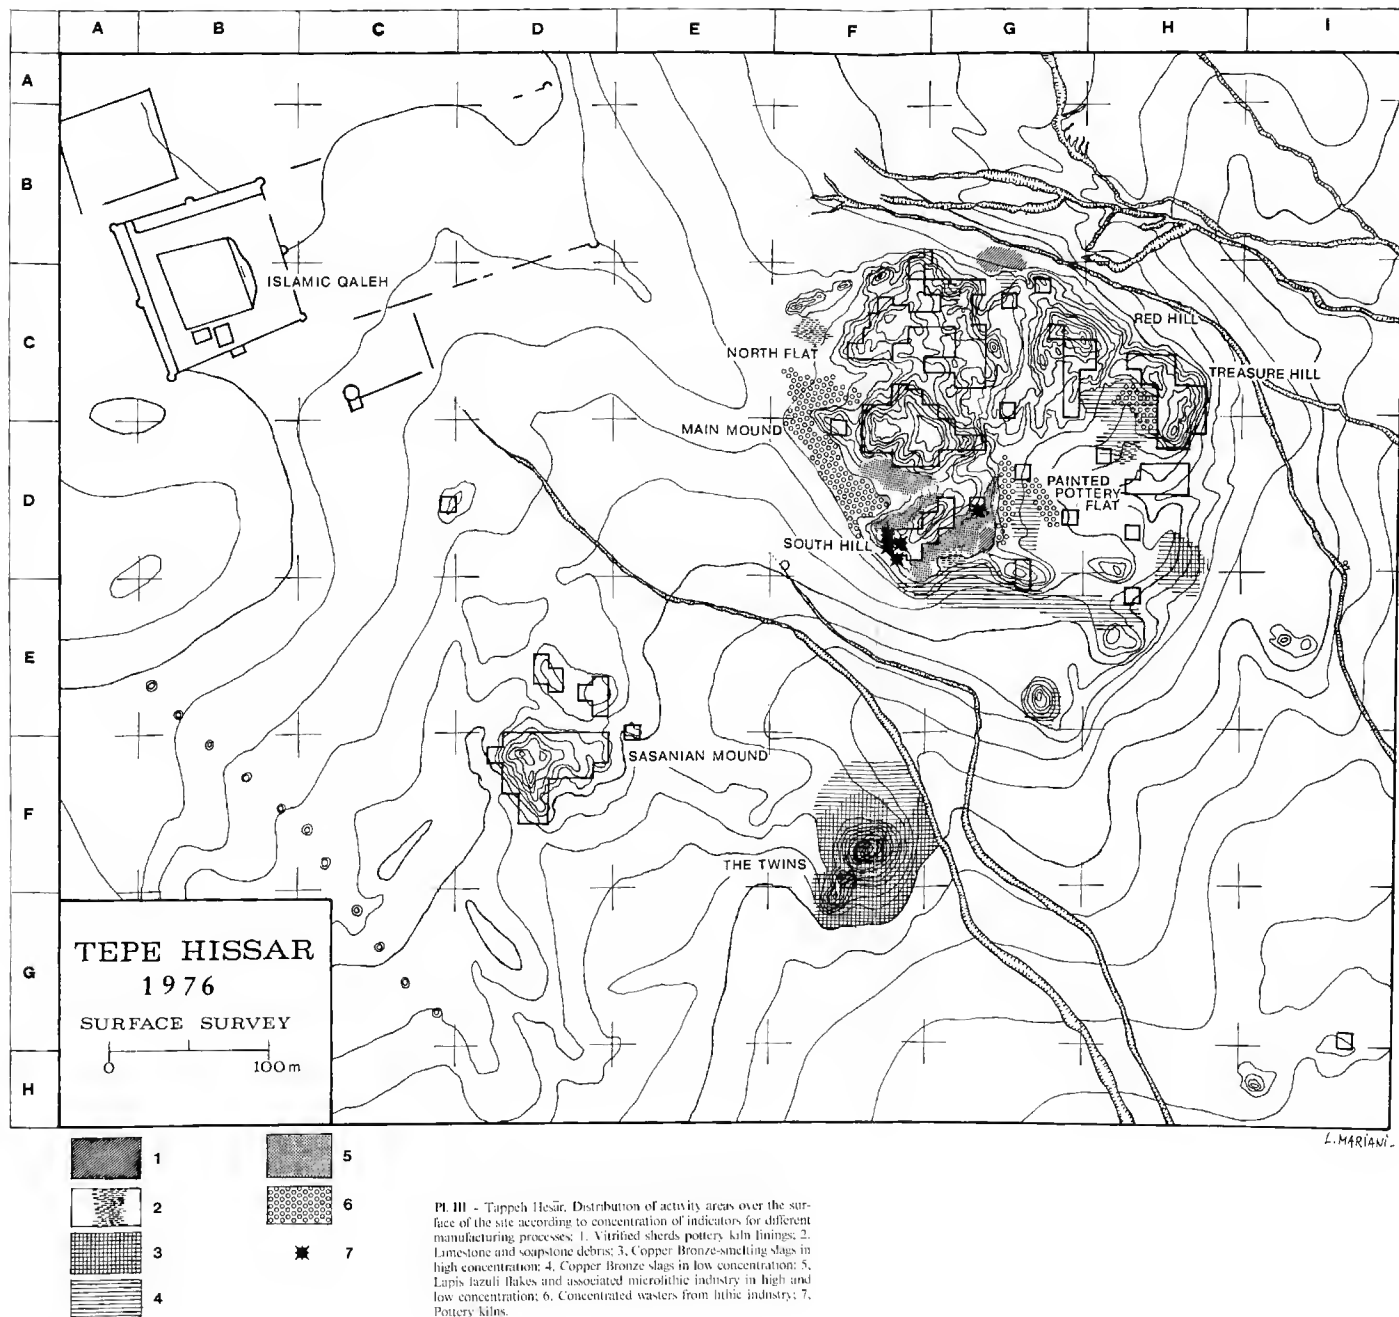 A B C D E F G H I
A
B
C
D
E
F
G
H
ISLAMIC QALEH
RED HILL
NORTH FLAT
TREASURE HILL
MAIN MOUND
PAINTED
POTTERY
FLAT
SOUTH HILL
SASANIAN MOUND
THE TWINS
TEPE HISSAR
1976
SURFACE SURVEY
0 100m
L. MARIANI-
1
2
3
4
5
6
7
Pl. III - Tappeh Hesār. Distribution of activity areas over the sur-
face of the site according to concentration of indicators for different
manufacturing processes: 1. Vitrified sherds pottery kiln linings; 2.
Limestone and soapstone debris; 3. Copper Bronze-smelting slags in
high concentration; 4. Copper Bronze slags in low concentration; 5.
Lapis lazuli flakes and associated microlithic industry in high and
low concentration; 6. Concentrated wasters from lithic industry; 7.
Pottery kilns.